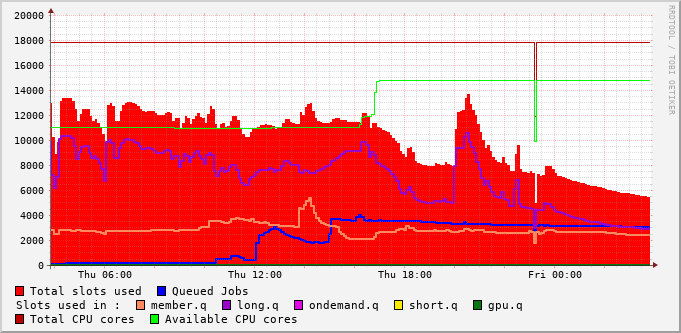 20000
18000
16000
14000
12000
10000
8000
6000
4000
2000
0
Thu 06:00 Thu 12:00 Thu 18:00 Fri 00:00
Total slots used Queued Jobs
Slots used in : member.q long.q ondemand.q short.q gpu.q
Total CPU cores Available CPU cores
RRDTOOL / TOBI OETIKER